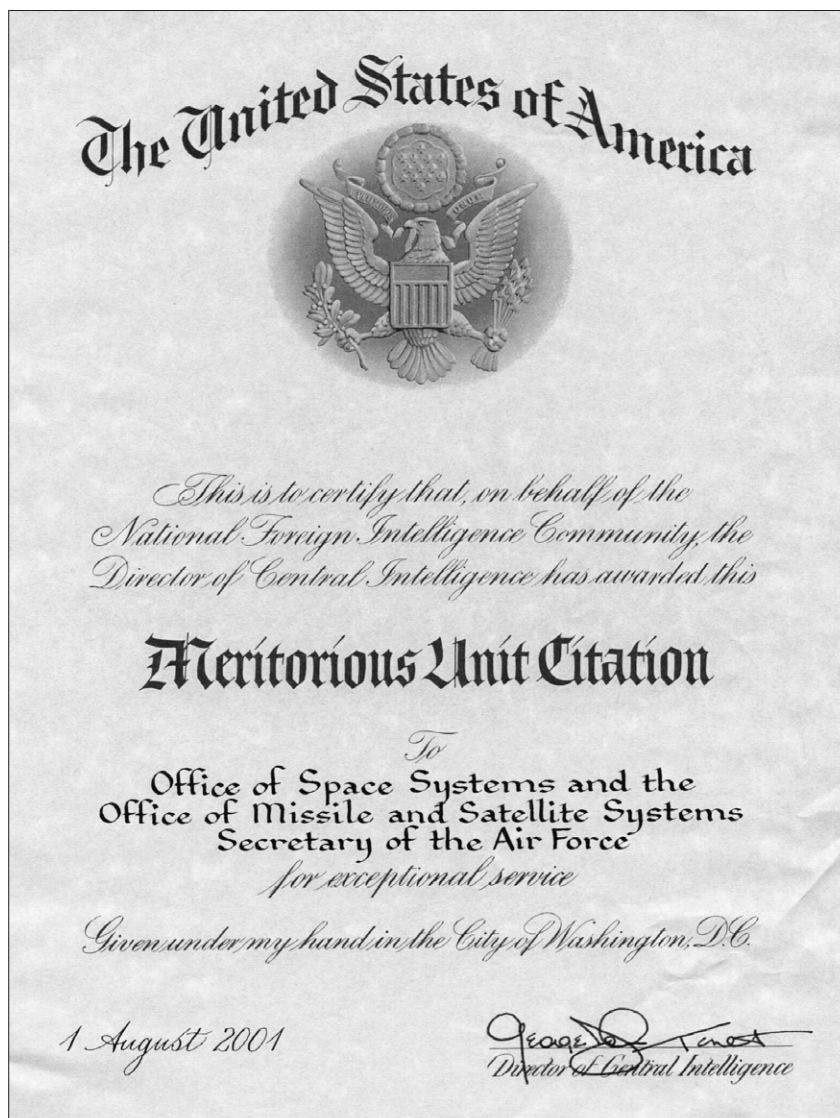 The United States of America
PLURIBUS UNUM
This is to certify that, on behalf of the
National Foreign Intelligence Community, the
Director of Central Intelligence has awarded this
Meritorious Unit Citation
To
Office of Space Systems and the
Office of Missile and Satellite Systems
Secretary of the Air Force
for exceptional service
Given under my hand in the City of Washington, D.C.
1 August 2001
George Tenet
Director of Central Intelligence